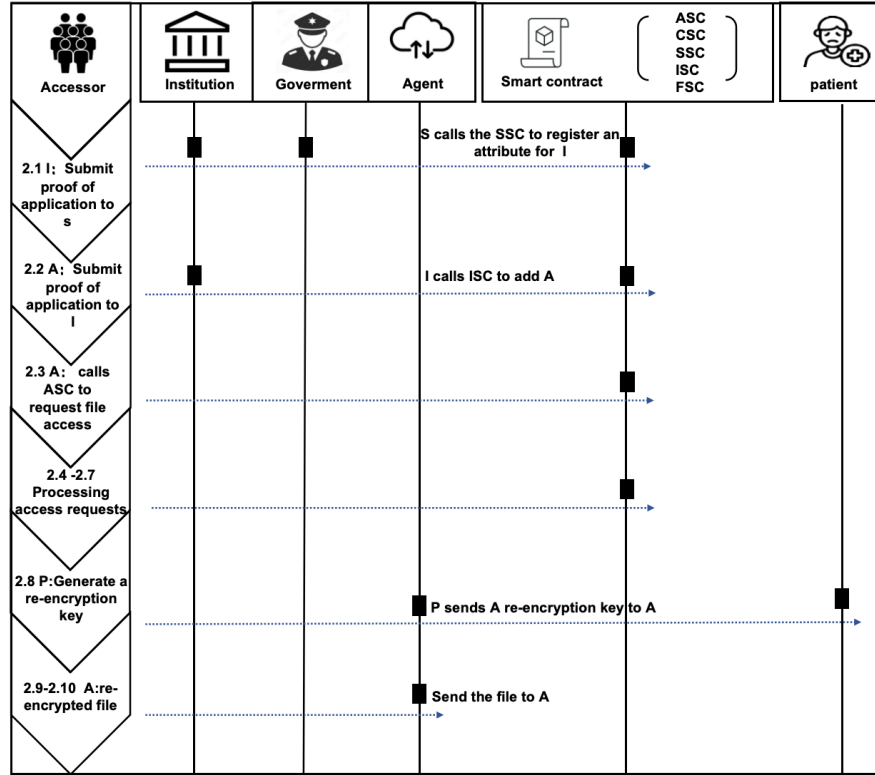 Accessor
Institution
Goverment
Agent
Smart contract
ASC
CSC
SSC
ISC
FSC
patient
2.1 I：Submit
proof of
application to
s
S calls the SSC to register an
attribute for I
2.2 A：Submit
proof of
application to
I
I calls ISC to add A
2.3 A： calls
ASC to
request file
access
2.4 -2.7
Processing
access requests
2.8 P:Generate a
re-encryption
key
P sends A re-encryption key to A
2.9-2.10 A:re-
encrypted file
Send the file to A